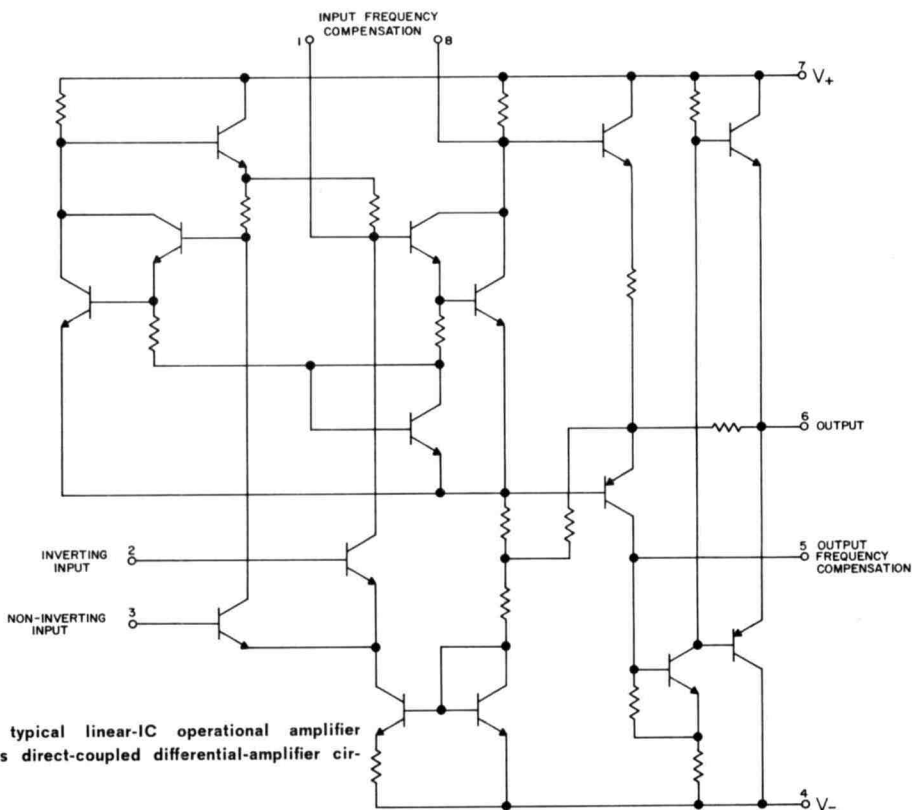 INPUT FREQUENCY
COMPENSATION
1
8
7
V+
6
OUTPUT
5
OUTPUT
FREQUENCY
COMPENSATION
2
INVERTING
INPUT
3
NON-INVERTING
INPUT
typical linear-IC operational amplifier
s direct-coupled differential-amplifier cir-
4
V–